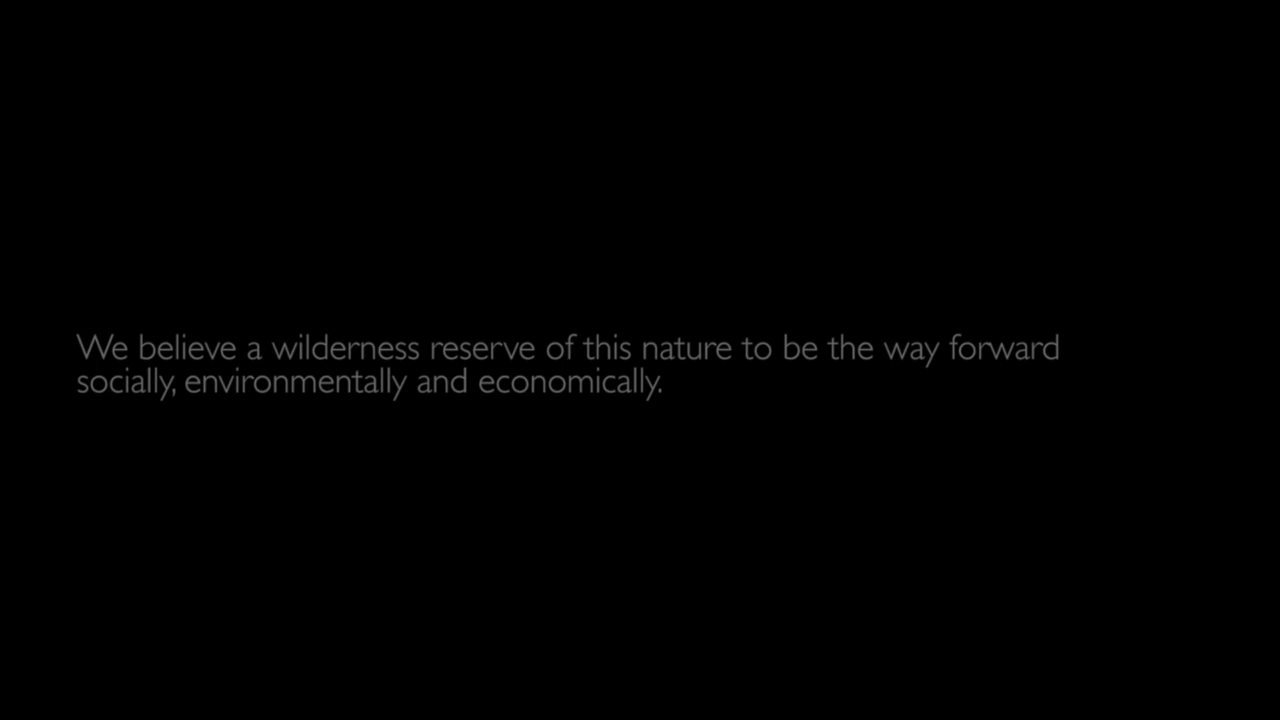 We believe a wilderness reserve of this nature to be the way forward
socially, environmentally and economically.